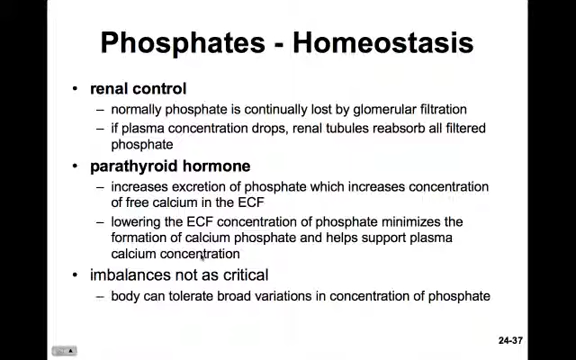 Phosphates - Homeostasis
• renal control
– normally phosphate is continually lost by glomerular filtration
– if plasma concentration drops, renal tubules reabsorb all filtered
phosphate
• parathyroid hormone
– increases excretion of phosphate which increases concentration
of free calcium in the ECF
– lowering the ECF concentration of phosphate minimizes the
formation of calcium phosphate and helps support plasma
calcium concentration
• imbalances not as critical
– body can tolerate broad variations in concentration of phosphate
24-37